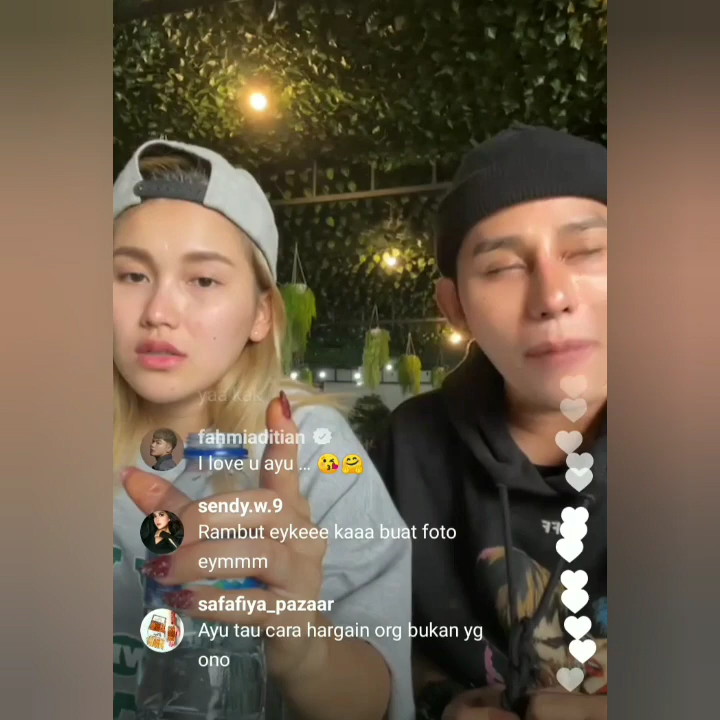 yaa kak
fahmiaditian
I love u ayu ... 😘🤗
sendy.w.9
Rambut eykeee kaaa buat foto
eymmm
safafiya_pazaar
Ayu tau cara hargain org bukan yg
ono